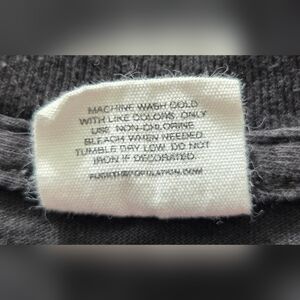 MACHINE WASH COLD
WITH LIKE COLORS. ONLY
USE NON-CHLORINE
BLEACH WHEN NEEDED.
TUMBLE DRY LOW. DO NOT
IRON IF DECORATED.